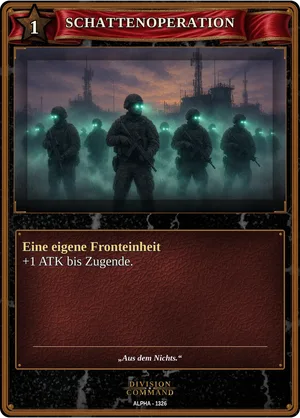 SCHATTENOPERATION
1
Eine eigene Fronteinheit
+1 ATK bis Zugende.
„Aus dem Nichts.“
DIVISION
COMMAND
ALPHA - 1326